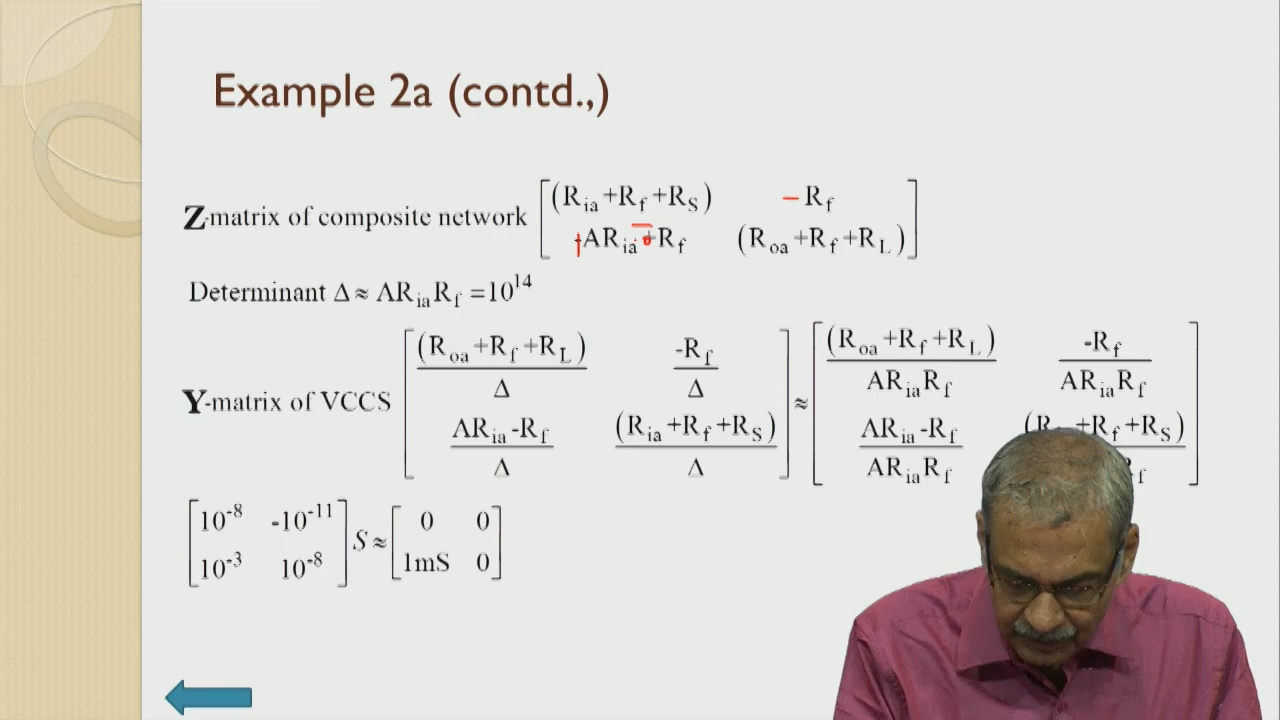 Example 2a (contd.,)
Z-matrix of composite network [ (R_ia +R_f +R_S)   − R_f ; +AR_ia − +R_f   (R_oa +R_f +R_L) ]
Determinant Δ ≈ AR_ia R_f =10^14
Y-matrix of VCCS [ (R_oa +R_f +R_L)/Δ   -R_f/Δ ; (AR_ia -R_f)/Δ   (R_ia +R_f +R_S)/Δ ] ≈ [ (R_oa +R_f +R_L)/(AR_ia R_f)   -R_f/(AR_ia R_f) ; (AR_ia -R_f)/(AR_ia R_f)   +R_f +R_S) ]
[ 10^-8   -10^-11 ; 10^-3   10^-8 ] S ≈ [ 0   0 ; 1mS   0 ]